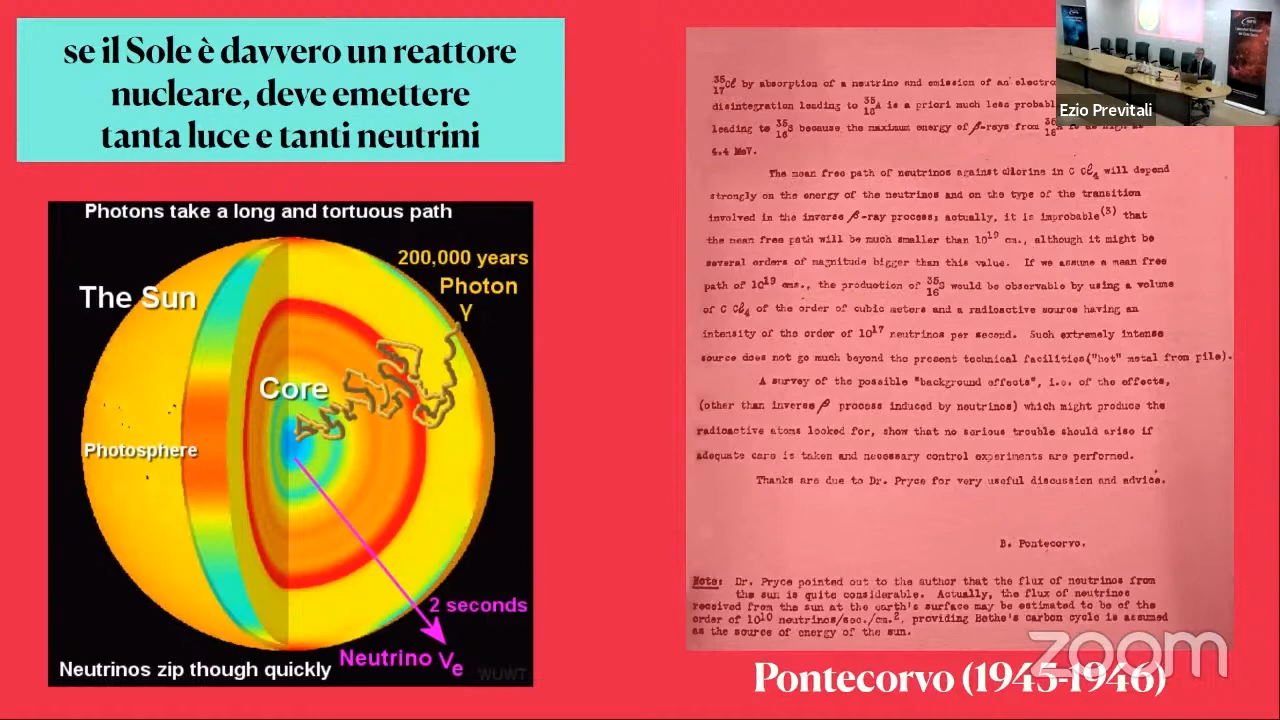 se il Sole è davvero un reattore
nucleare, deve emettere
tanta luce e tanti neutrini
Photons take a long and tortuous path
200,000 years
Photon
γ
The Sun
Core
Photosphere
2 seconds
Neutrino νe
Neutrinos zip though quickly
WUWT
35 17 Cl by absorption of a neutrino and emission of an electro
disintegration leading to 35 18 A is a priori much less probabl
leading to 35 16 S because the maximum energy of β-rays from 35
4.4 MeV.
The mean free path of neutrinos against chlorine in C Cl4 will depend
strongly on the energy of the neutrinos and on the type of the transition
involved in the inverse β-ray process; actually, it is improbable(3) that
the mean free path will be much smaller than 10^19 cm., although it might be
several orders of magnitude bigger than this value. If we assume a mean free
path of 10^19 cms., the production of 35 16 S would be observable by using a volume
of C Cl4 of the order of cubic meters and a radioactive source having an
intensity of the order of 10^17 neutrinos per second. Such extremely intense
source does not go much beyond the present technical facilities("hot" metal from pile).
A survey of the possible "background effects", i.e. of the effects,
(other than inverse β process induced by neutrinos) which might produce the
radioactive atoms looked for, show that no serious trouble should arise if
adequate care is taken and necessary control experiments are performed.
Thanks are due to Dr. Pryce for very useful discussion and advice.
B. Pontecorvo.
Note: Dr. Pryce pointed out to the author that the flux of neutrinos from
the sun is quite considerable. Actually, the flux of neutrinos
received from the sun at the earth's surface may be estimated to be of the
order of 10^10 neutrinos/sec./cm.2, providing Bethe's carbon cycle is assumed
as the source of energy of the sun.
Pontecorvo (1945-1946)
Ezio Previtali
zoom